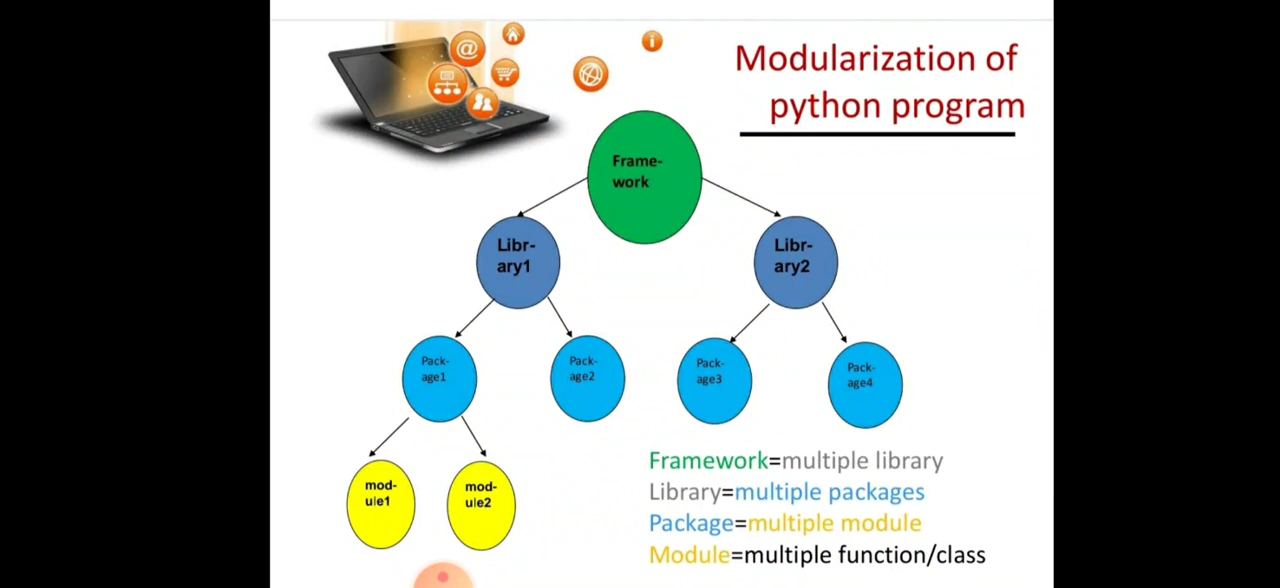 Modularization of
python program
Frame-
work
Libr-
ary1
Libr-
ary2
Pack-
age1
Pack-
age2
Pack-
age3
Pack-
age4
mod-
ule1
mod-
ule2
Framework=multiple library
Library=multiple packages
Package=multiple module
Module=multiple function/class